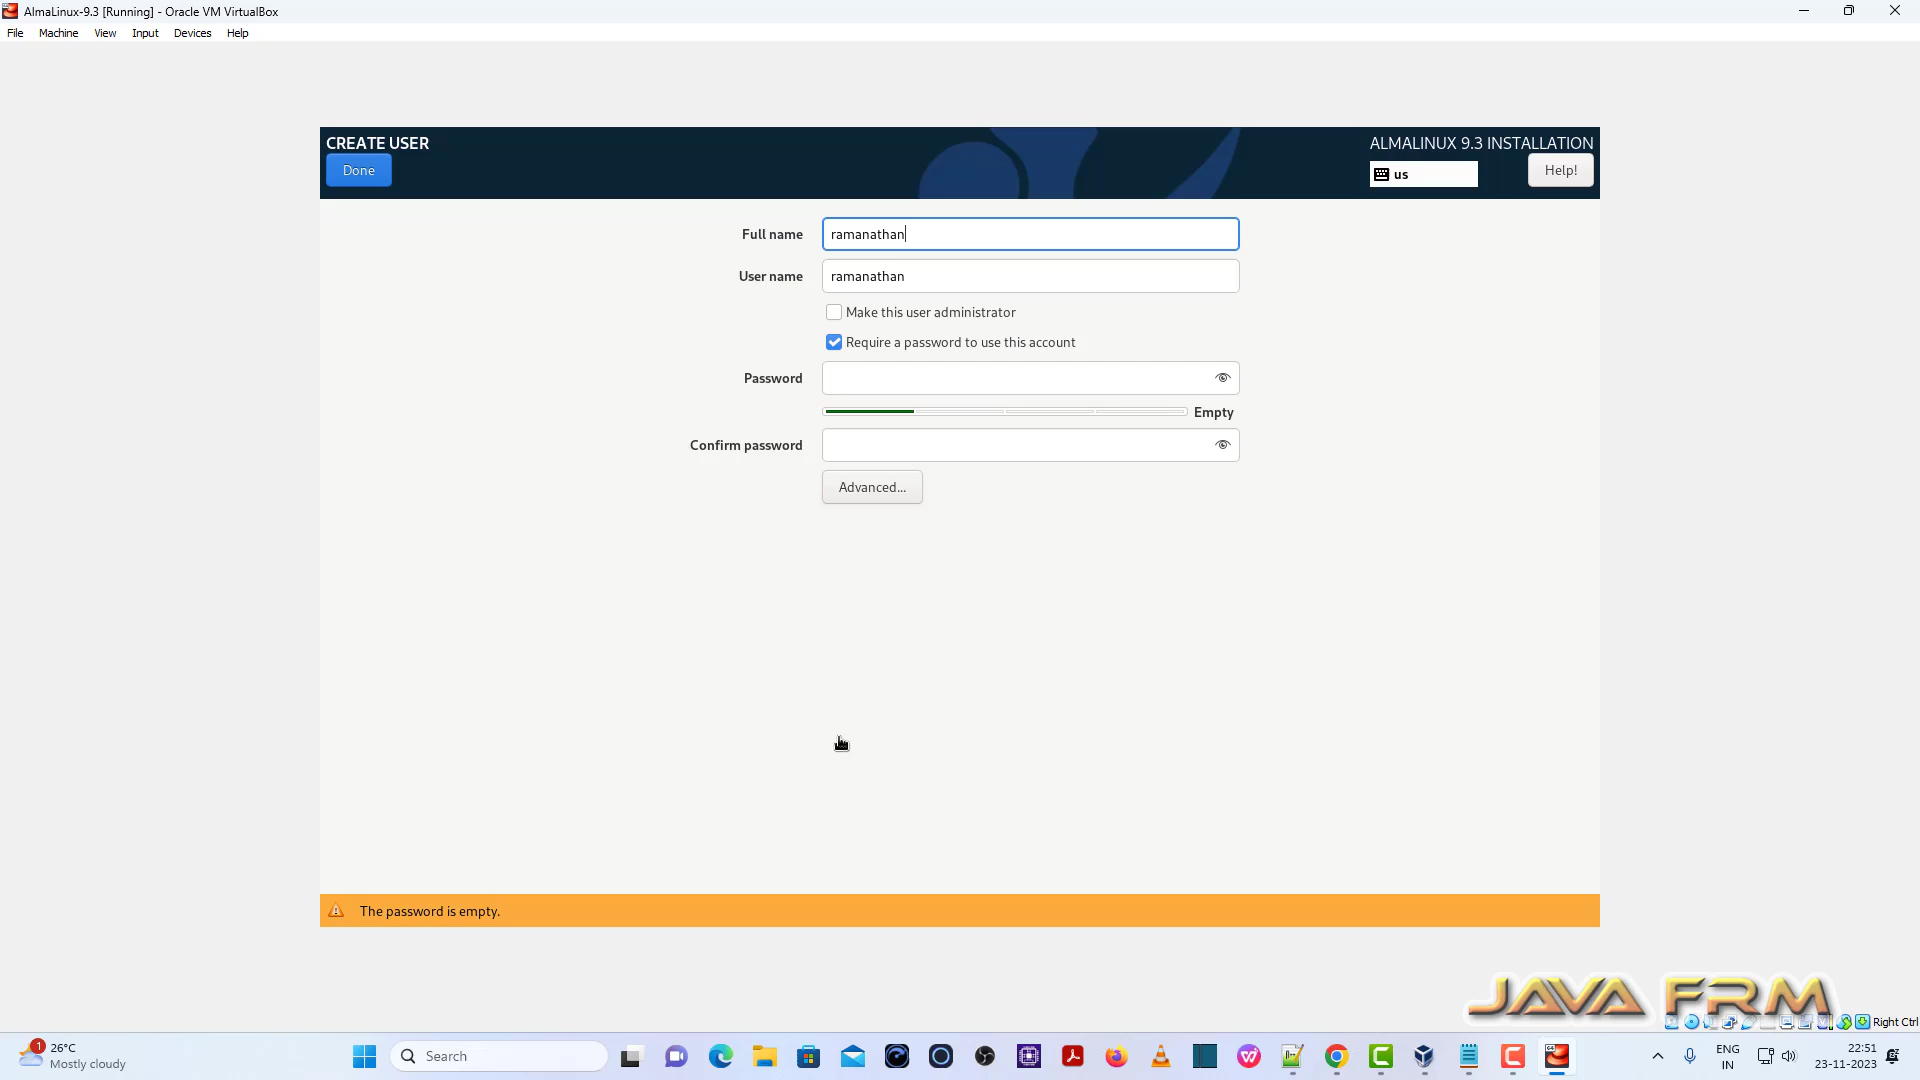 AlmaLinux-9.3 [Running] - Oracle VM VirtualBox
File Machine View Input Devices Help
CREATE USER
ALMALINUX 9.3 INSTALLATION
Done
us
Help!
Full name
ramanathan
User name
ramanathan
Make this user administrator
Require a password to use this account
Password
Empty
Confirm password
Advanced...
The password is empty.
JAVA FRM
Right Ctrl
1
26°C
Mostly cloudy
Search
ENG
IN
22:51
23-11-2023